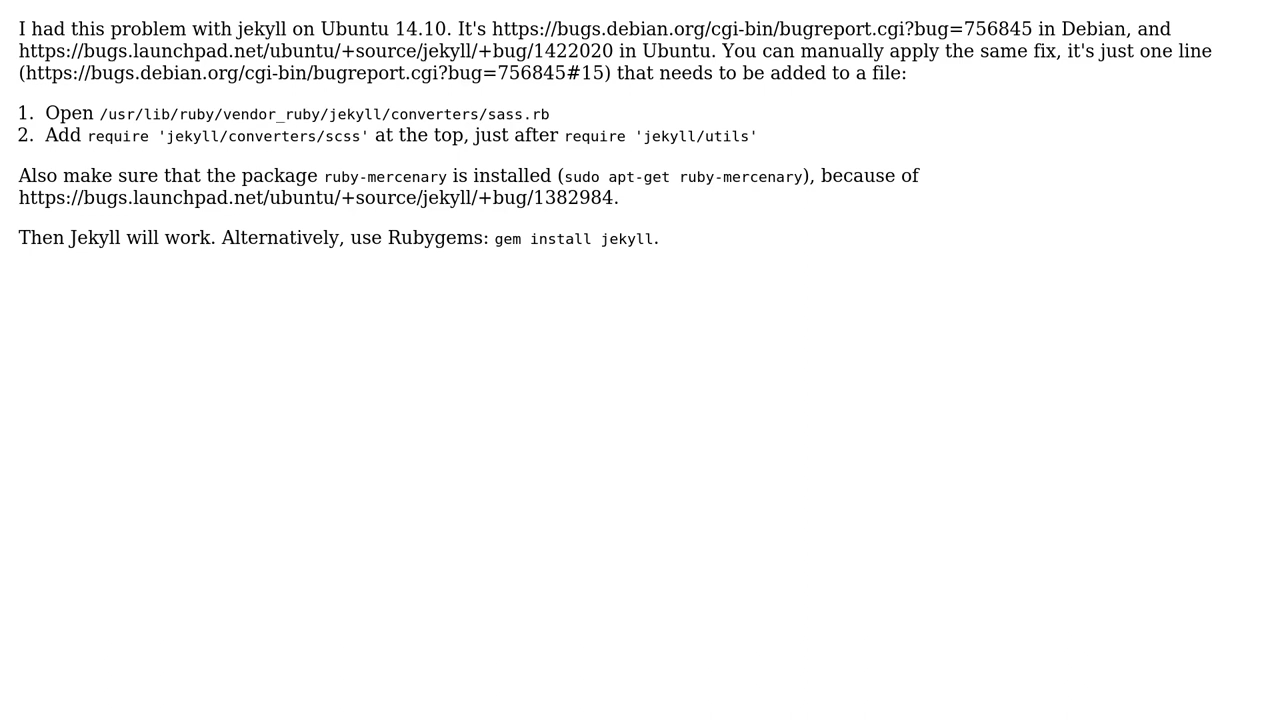 I had this problem with jekyll on Ubuntu 14.10. It's https://bugs.debian.org/cgi-bin/bugreport.cgi?bug=756845 in Debian, and
https://bugs.launchpad.net/ubuntu/+source/jekyll/+bug/1422020 in Ubuntu. You can manually apply the same fix, it's just one line
(https://bugs.debian.org/cgi-bin/bugreport.cgi?bug=756845#15) that needs to be added to a file:
1. Open /usr/lib/ruby/vendor_ruby/jekyll/converters/sass.rb
2. Add require 'jekyll/converters/scss' at the top, just after require 'jekyll/utils'
Also make sure that the package ruby-mercenary is installed (sudo apt-get ruby-mercenary), because of
https://bugs.launchpad.net/ubuntu/+source/jekyll/+bug/1382984.
Then Jekyll will work. Alternatively, use Rubygems: gem install jekyll.